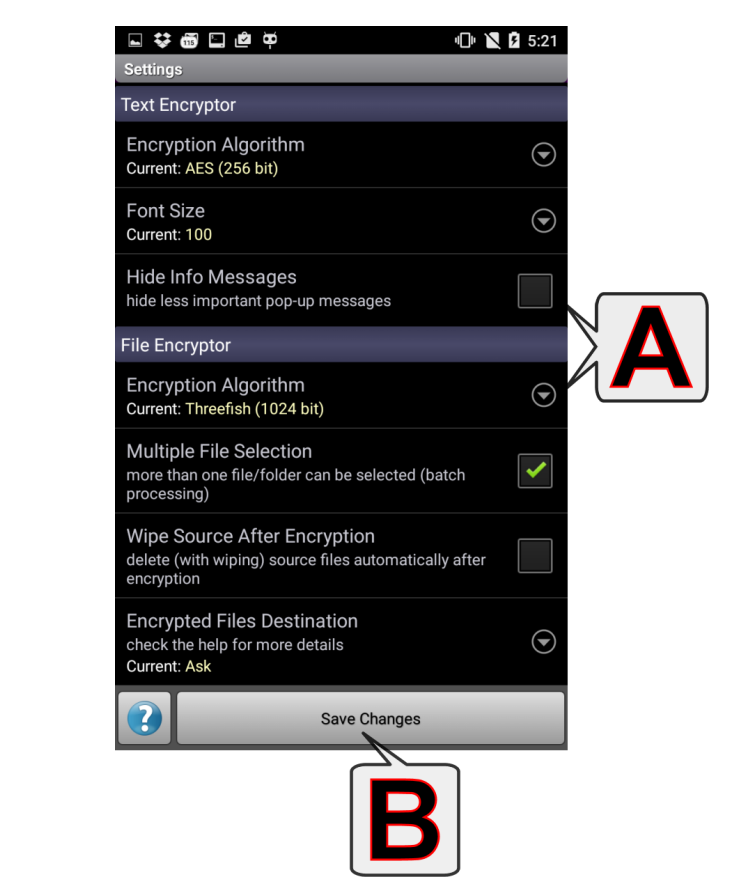 115
5:21
Settings
Text Encryptor
Encryption Algorithm
Current: AES (256 bit)
Font Size
Current: 100
Hide Info Messages
hide less important pop-up messages
A
File Encryptor
Encryption Algorithm
Current: Threefish (1024 bit)
Multiple File Selection
more than one file/folder can be selected (batch
processing)
Wipe Source After Encryption
delete (with wiping) source files automatically after
encryption
Encrypted Files Destination
check the help for more details
Current: Ask
? Save Changes
B